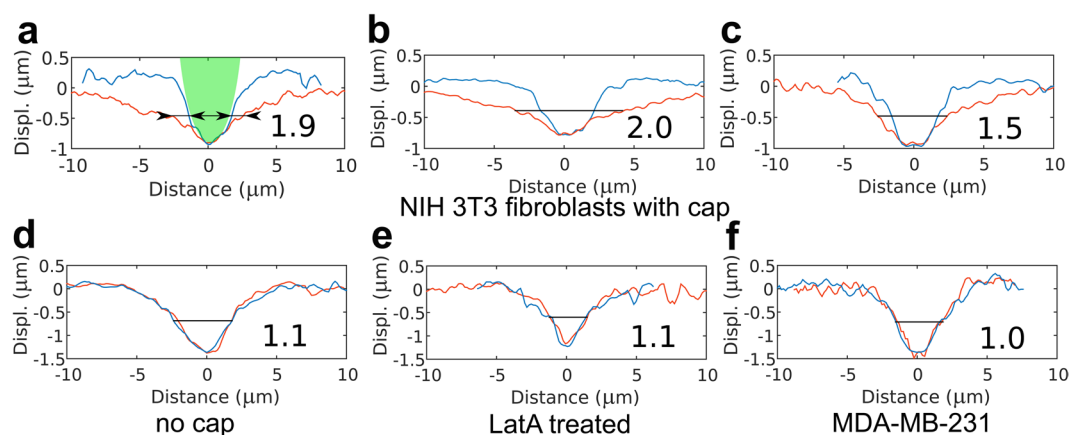 a
b
c
Displ. (μm)
0.5
0
-0.5
-1
1.9
-10
-5
0
5
10
Distance (μm)
Displ. (μm)
0.5
0
-0.5
-1
2.0
-10
-5
0
5
10
Distance (μm)
Displ. (μm)
0.5
0
-0.5
-1
1.5
-10
-5
0
5
10
Distance (μm)
NIH 3T3 fibroblasts with cap
d
e
f
Displ. (μm)
0.5
0
-0.5
-1
-1.5
1.1
-10
-5
0
5
10
Distance (μm)
no cap
Displ. (μm)
0.5
0
-0.5
-1
-1.5
1.1
-10
-5
0
5
10
Distance (μm)
LatA treated
Displ. (μm)
0.5
0
-0.5
-1
-1.5
1.0
-10
-5
0
5
10
Distance (μm)
MDA-MB-231